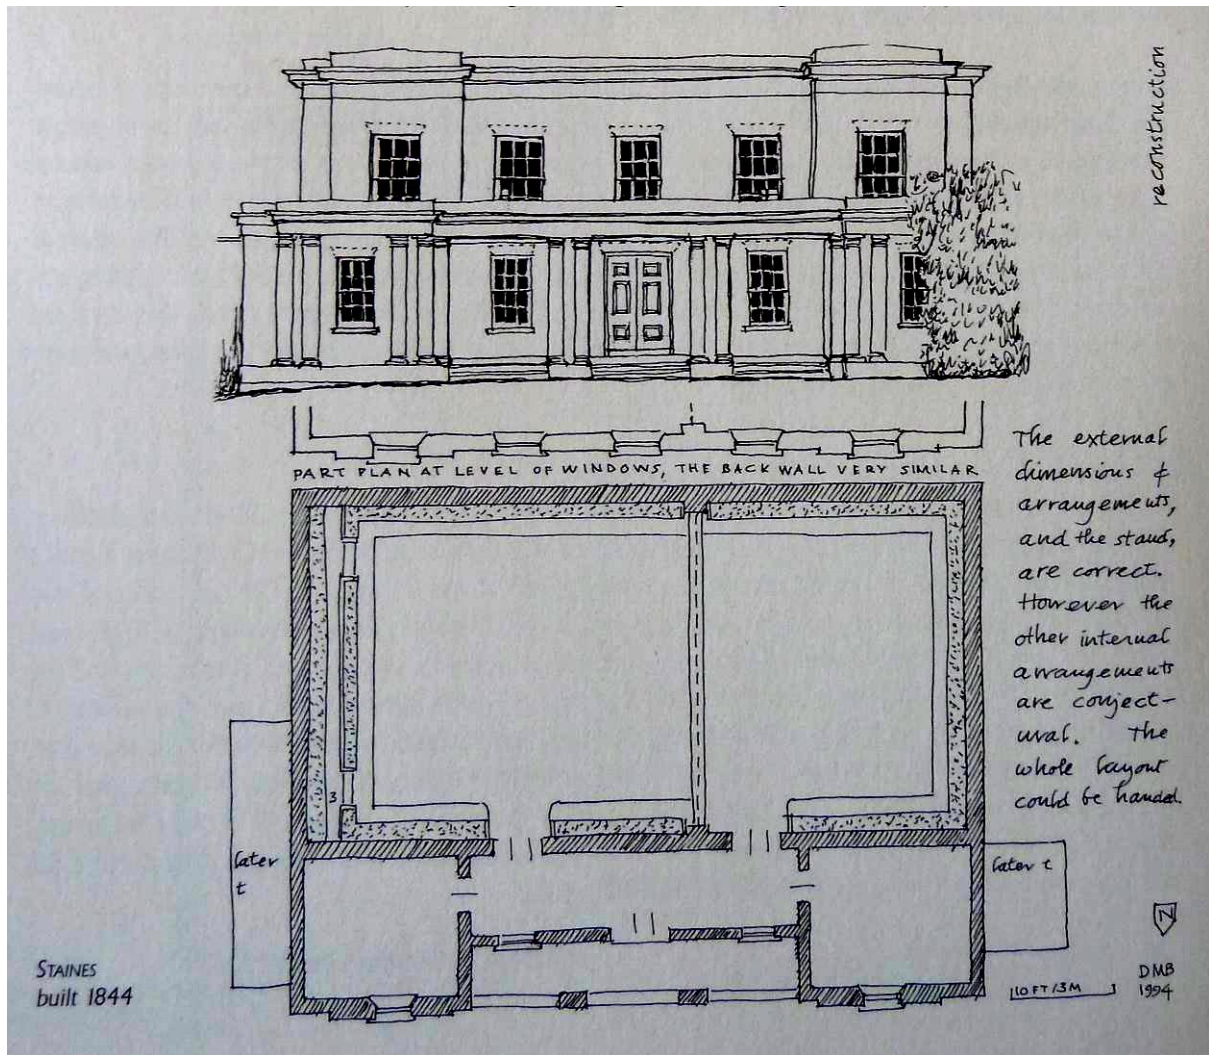 reconstruction
The external
dimensions &
arrangements,
and the stand,
are correct.
However the
other internal
arrangements
are conject-
ural. The
whole layout
could be handed.
PART PLAN AT LEVEL OF WINDOWS, THE BACK WALL VERY SIMILAR
3
later
t
later t
N
STAINES
built 1844
10 FT/3M
DMB
1994